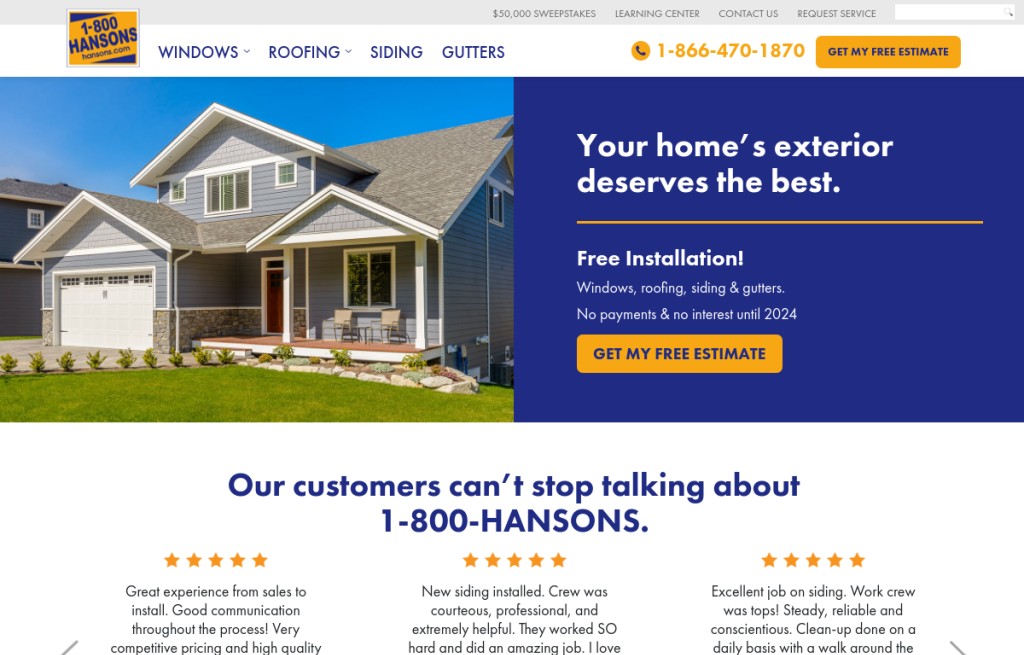 $50,000 SWEEPSTAKES LEARNING CENTER CONTACT US REQUEST SERVICE
1-800
HANSONS
hansons.com
WINDOWS ROOFING SIDING GUTTERS
1-866-470-1870
GET MY FREE ESTIMATE
Your home’s exterior
deserves the best.
Free Installation!
Windows, roofing, siding & gutters.
No payments & no interest until 2024
GET MY FREE ESTIMATE
Our customers can’t stop talking about
1-800-HANSONS.
Great experience from sales to
install. Good communication
throughout the process! Very
competitive pricing and high quality
New siding installed. Crew was
courteous, professional, and
extremely helpful. They worked SO
hard and did an amazing job. I love
Excellent job on siding. Work crew
was tops! Steady, reliable and
conscientious. Clean-up done on a
daily basis with a walk around the